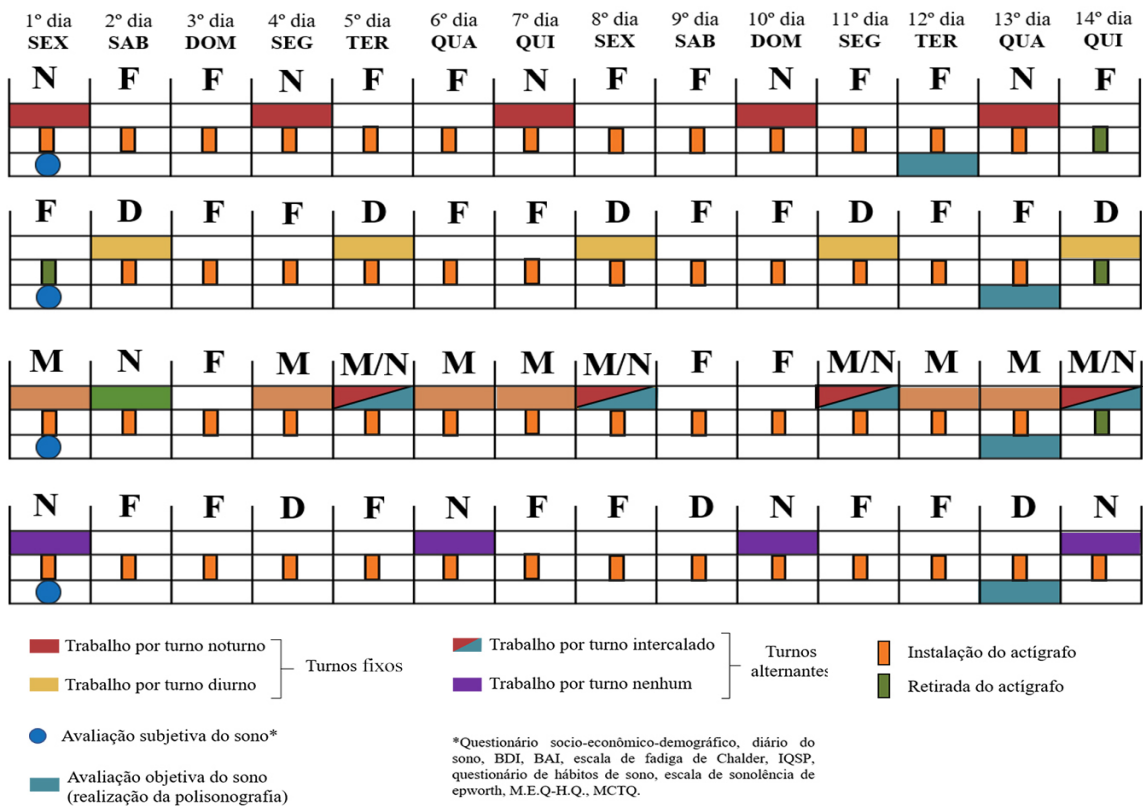 1º dia 2º dia 3º dia 4º dia 5º dia 6º dia 7º dia 8º dia 9º dia 10º dia 11º dia 12º dia 13º dia 14º dia
SEX SAB DOM SEG TER QUA QUI SEX SAB DOM SEG TER QUA QUI
N F F N F F N F F N F F N F
F D F F D F F D F F D F F D
M N F M M/N M M M/N F F M/N M M M/N
N F F D F N F F D N F F D N
Trabalho por turno noturno
Trabalho por turno diurno
Turnos fixos
Trabalho por turno intercalado
Trabalho por turno nenhum
Turnos
alternantes
Instalação do actígrafo
Retirada do actígrafo
Avaliação subjetiva do sono*
Avaliação objetiva do sono
(realização da polisonografia)
*Questionário socio-econômico-demográfico, diário do
sono, BDI, BAI, escala de fadiga de Chalder, IQSP,
questionário de hábitos de sono, escala de sonolência de
epworth, M.E.Q-H.Q., MCTQ.